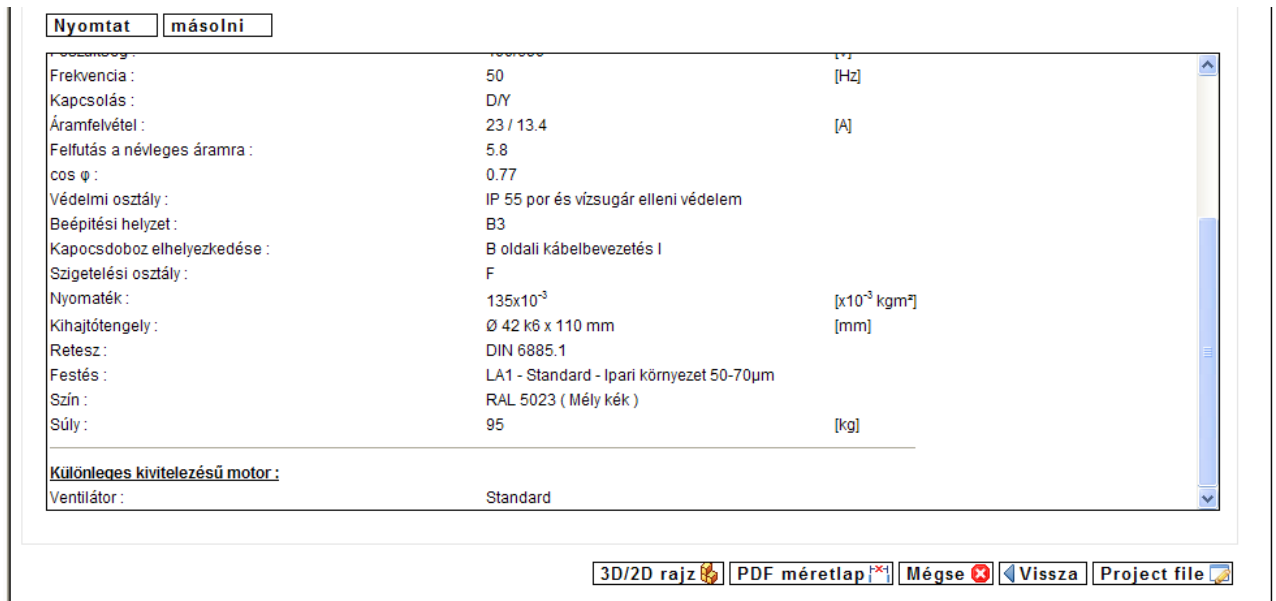 Nyomtat másolni
Frekvencia : 50 [Hz]
Kapcsolás : D/Y
Áramfelvétel : 23 / 13.4 [A]
Felfutás a névleges áramra : 5.8
cos φ : 0.77
Védelmi osztály : IP 55 por és vízsugár elleni védelem
Beépitési helyzet : B3
Kapocsdoboz elhelyezkedése : B oldali kábelbevezetés I
Szigetelési osztály : F
Nyomaték : 135x10⁻³ [x10⁻³ kgm²]
Kihajtótengely : Ø 42 k6 x 110 mm [mm]
Retesz : DIN 6885.1
Festés : LA1 - Standard - Ipari környezet 50-70µm
Szín : RAL 5023 ( Mély kék )
Súly : 95 [kg]
Különleges kivitelezésű motor :
Ventilátor : Standard
3D/2D rajz PDF méretlap Mégse Vissza Project file